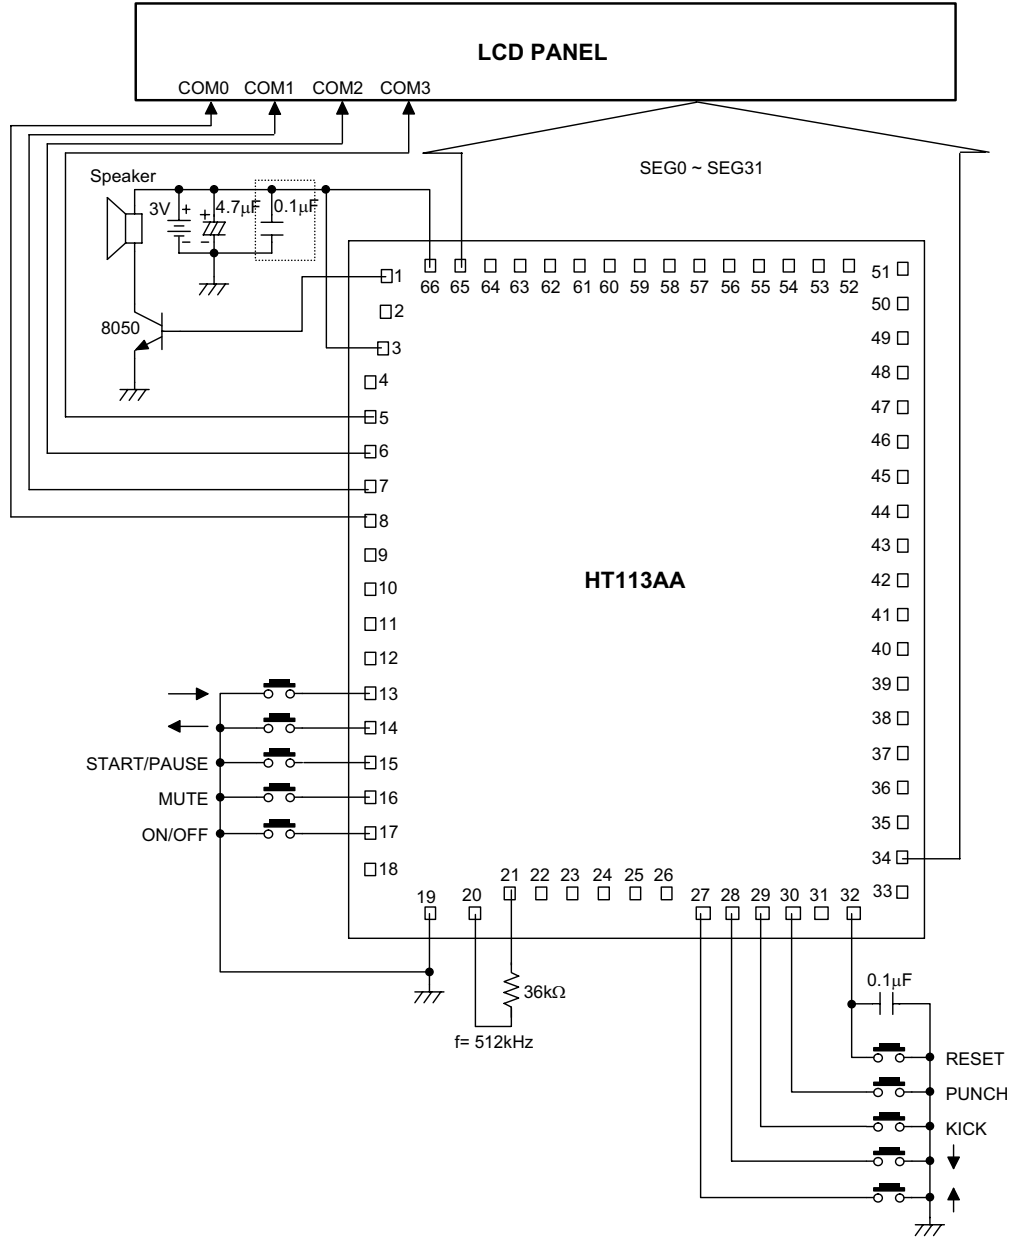 LCD PANEL
COM0 COM1 COM2 COM3
SEG0 ~ SEG31
Speaker
3V + − + − 4.7μF 0.1μF
8050
1
2
3
4
5
6
7
8
9
10
11
12
13
14
15
16
17
18
66 65 64 63 62 61 60 59 58 57 56 55 54 53 52
51
50
49
48
47
46
45
44
43
42
41
40
39
38
37
36
35
34
33
HT113AA
→
←
START/PAUSE
MUTE
ON/OFF
19 20 21 22 23 24 25 26 27 28 29 30 31 32
36kΩ
f= 512kHz
0.1μF
RESET
PUNCH
KICK
↓
↑